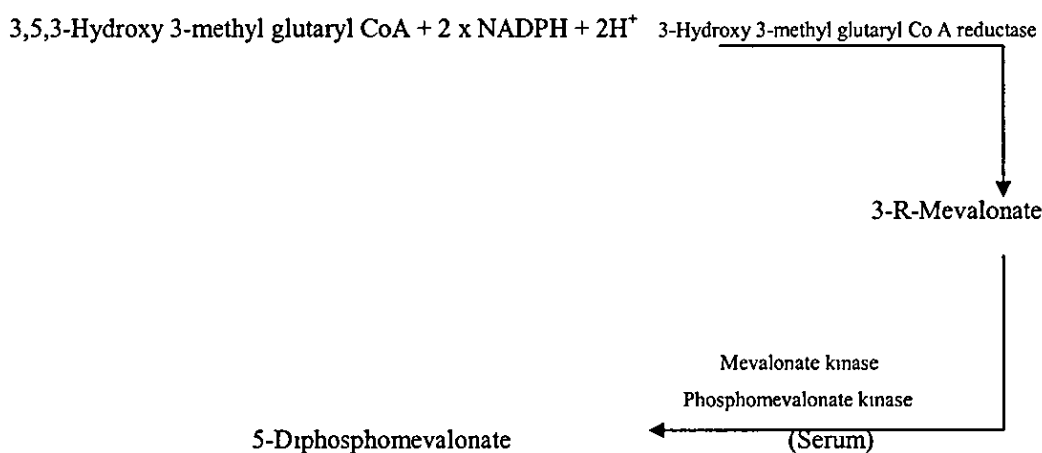 3,5,3-Hydroxy 3-methyl glutaryl CoA + 2 x NADPH + 2H⁺ 3-Hydroxy 3-methyl glutaryl Co A reductase
3-R-Mevalonate
Mevalonate kınase
Phosphomevalonate kınase
5-Dıphosphomevalonate (Serum)